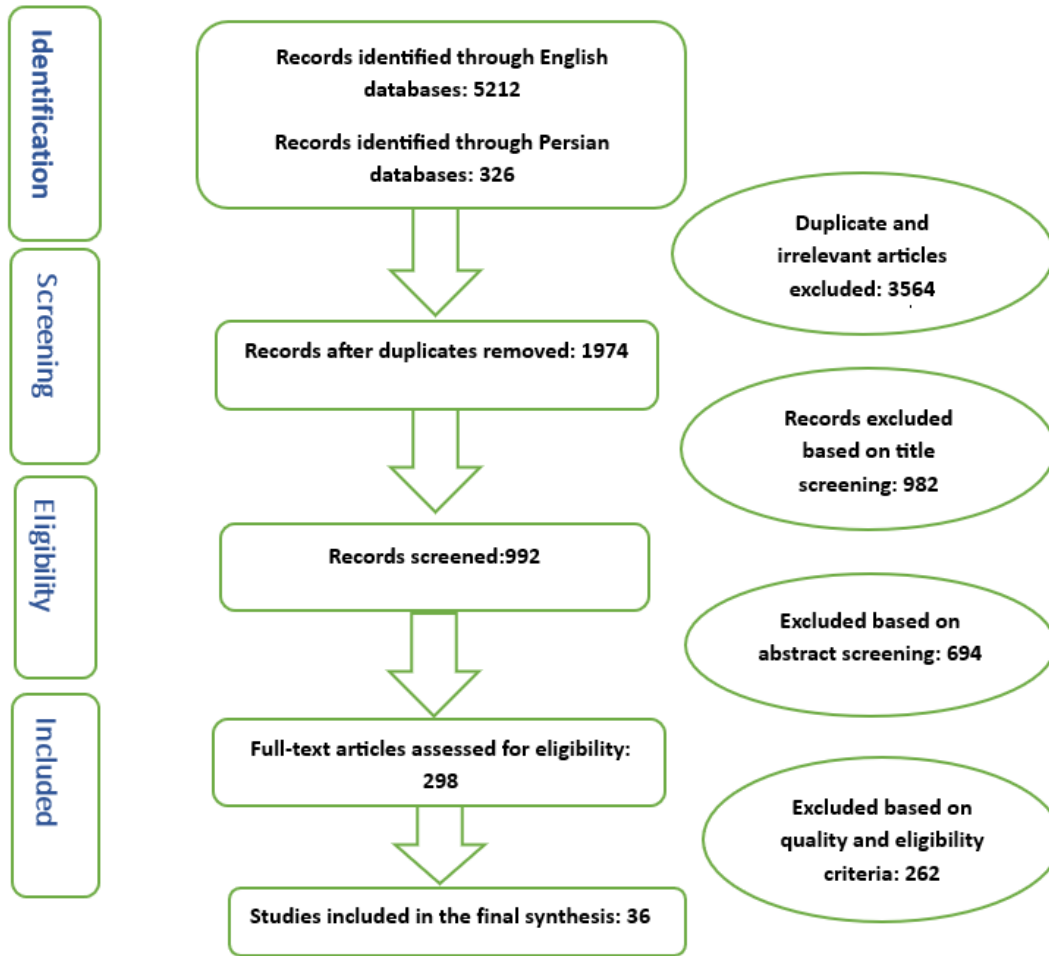 Identification
Records identified through English
databases: 5212
Records identified through Persian
databases: 326
Duplicate and
irrelevant articles
excluded: 3564
Screening
Records after duplicates removed: 1974
Records excluded
based on title
screening: 982
Eligibility
Records screened:992
Excluded based on
abstract screening: 694
Included
Full-text articles assessed for eligibility:
298
Excluded based on
quality and eligibility
criteria: 262
Studies included in the final synthesis: 36